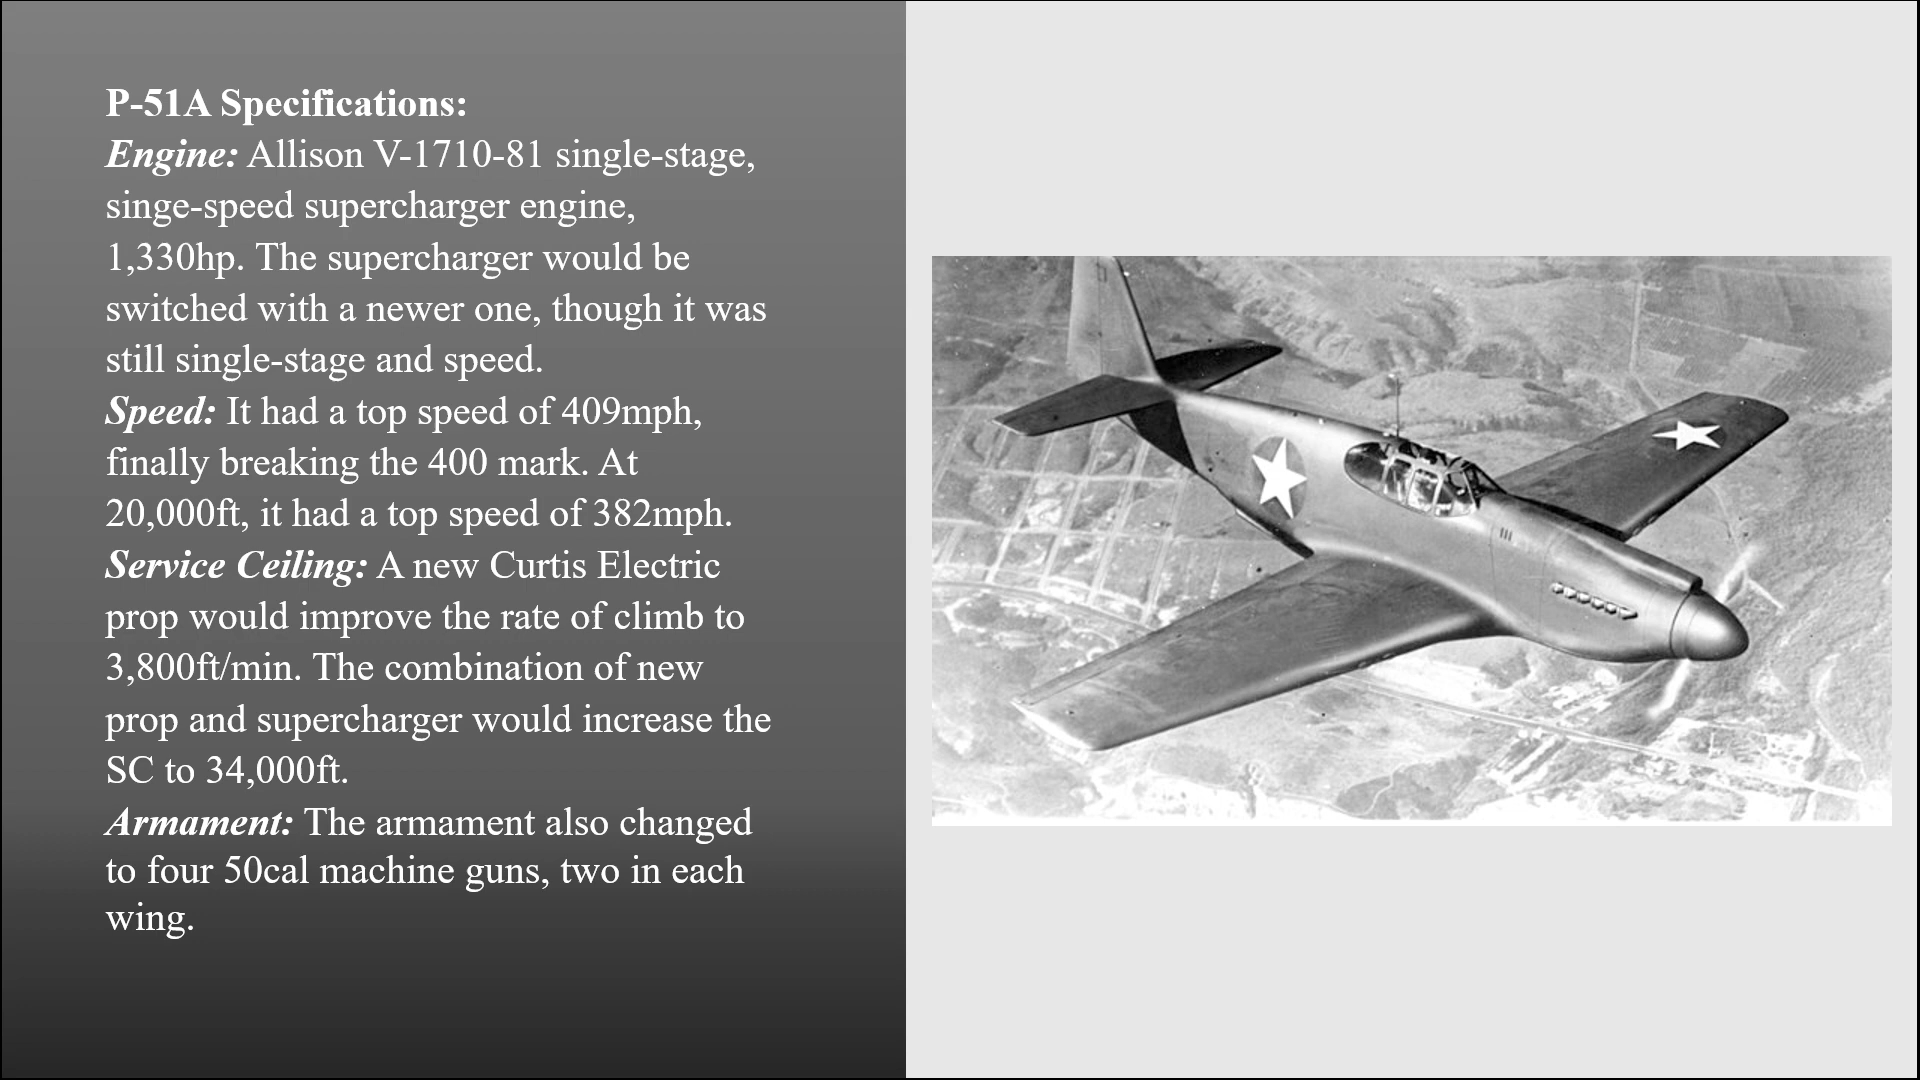 P-51A Specifications:
Engine: Allison V-1710-81 single-stage,
singe-speed supercharger engine,
1,330hp. The supercharger would be
switched with a newer one, though it was
still single-stage and speed.
Speed: It had a top speed of 409mph,
finally breaking the 400 mark. At
20,000ft, it had a top speed of 382mph.
Service Ceiling: A new Curtis Electric
prop would improve the rate of climb to
3,800ft/min. The combination of new
prop and supercharger would increase the
SC to 34,000ft.
Armament: The armament also changed
to four 50cal machine guns, two in each
wing.